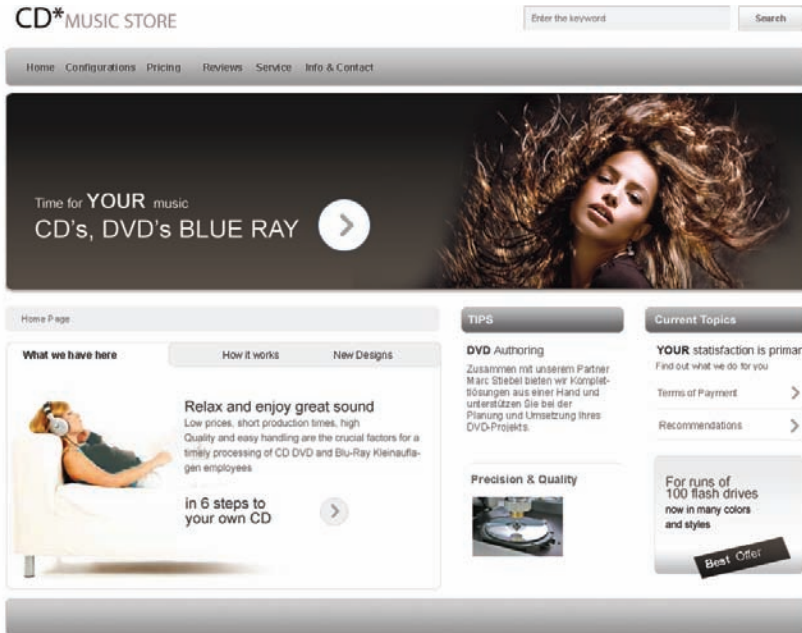 CD*MUSIC STORE
Enter the keyword
Search
Home Configurations Pricing Reviews Service Info & Contact
Time for YOUR music
CD's, DVD's BLUE RAY
Home Page
What we have here
How it works
New Designs
Relax and enjoy great sound
Low prices, short production times, high
Quality and easy handling are the crucial factors for a
timely processing of CD DVD and Blu-Ray Kleinaufla-
gen employees
in 6 steps to
your own CD
TIPS
DVD Authoring
Zusammen mit unserem Partner
Marc Stiebel bieten wir Komplet-
tlösungen aus einer Hand und
unterstützen Sie bei der
Planung und Umsetzung Ihres
DVD-Projekts.
Precision & Quality
Current Topics
YOUR statisfaction is primar
Find out what we do for you
Terms of Payment
Recommendations
For runs of
100 flash drives
now in many colors
and styles
Best Offer